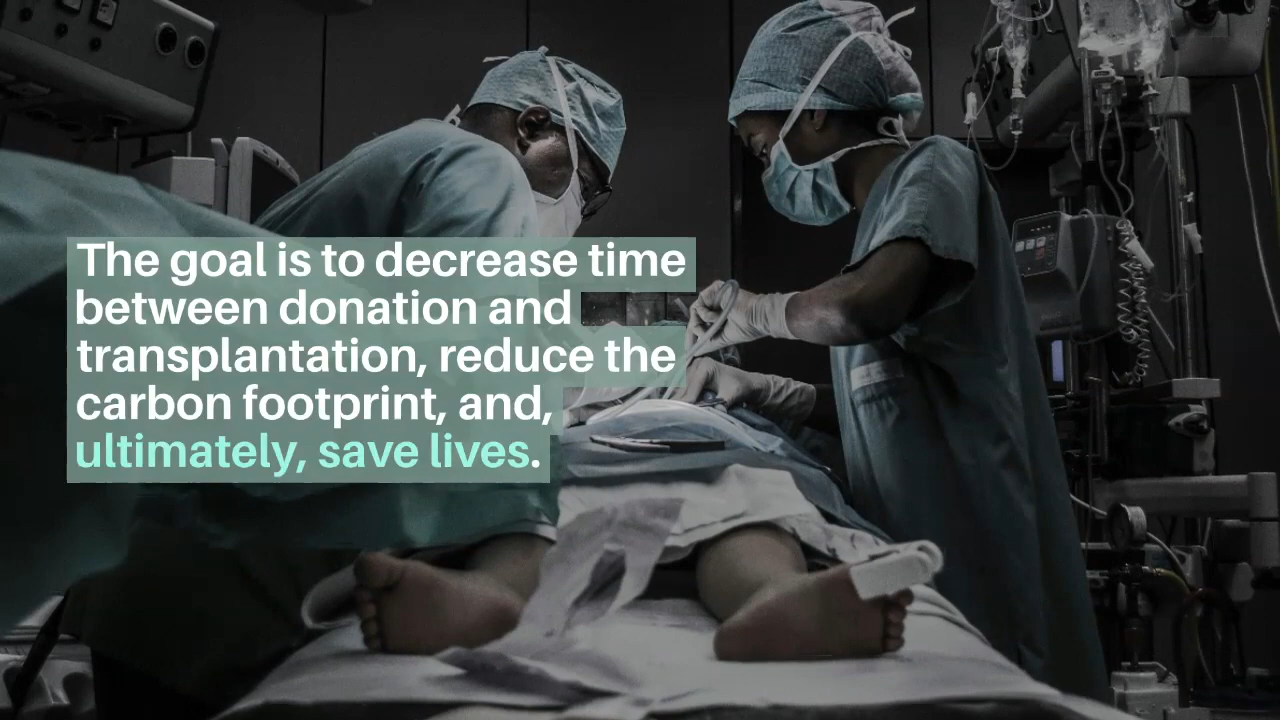 The goal is to decrease time
between donation and
transplantation, reduce the
carbon footprint, and,
ultimately, save lives.